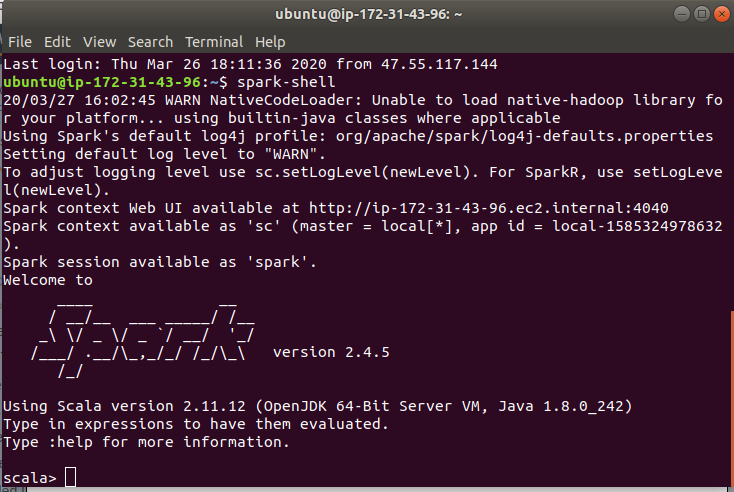 ubuntu@ip-172-31-43-96: ~
File Edit View Search Terminal Help
Last login: Thu Mar 26 18:11:36 2020 from 47.55.117.144
ubuntu@ip-172-31-43-96:~$ spark-shell
20/03/27 16:02:45 WARN NativeCodeLoader: Unable to load native-hadoop library fo
r your platform... using builtin-java classes where applicable
Using Spark's default log4j profile: org/apache/spark/log4j-defaults.properties
Setting default log level to "WARN".
To adjust logging level use sc.setLogLevel(newLevel). For SparkR, use setLogLeve
l(newLevel).
Spark context Web UI available at http://ip-172-31-43-96.ec2.internal:4040
Spark context available as 'sc' (master = local[*], app id = local-1585324978632
).
Spark session available as 'spark'.
Welcome to
      ____              __
     / __/__  ___ _____/ /__
    _\ \/ _ \/ _ `/ __/  '_/
   /___/ .__/\_,_/_/ /_/\_\   version 2.4.5
      /_/
Using Scala version 2.11.12 (OpenJDK 64-Bit Server VM, Java 1.8.0_242)
Type in expressions to have them evaluated.
Type :help for more information.
scala>